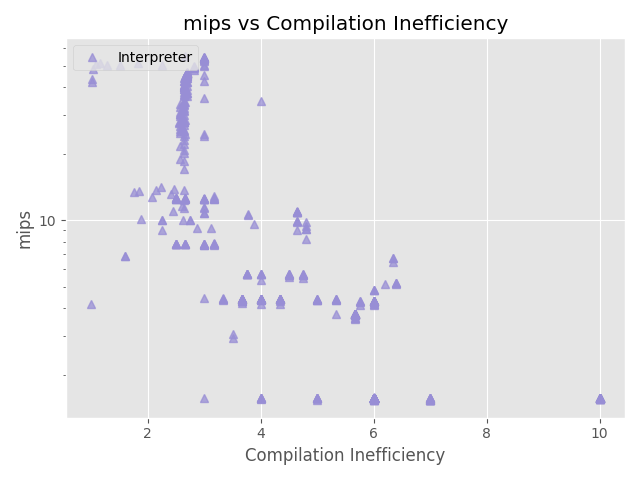 mips vs Compilation Inefficiency
Interpreter
mips
10
2 4 6 8 10
Compilation Inefficiency